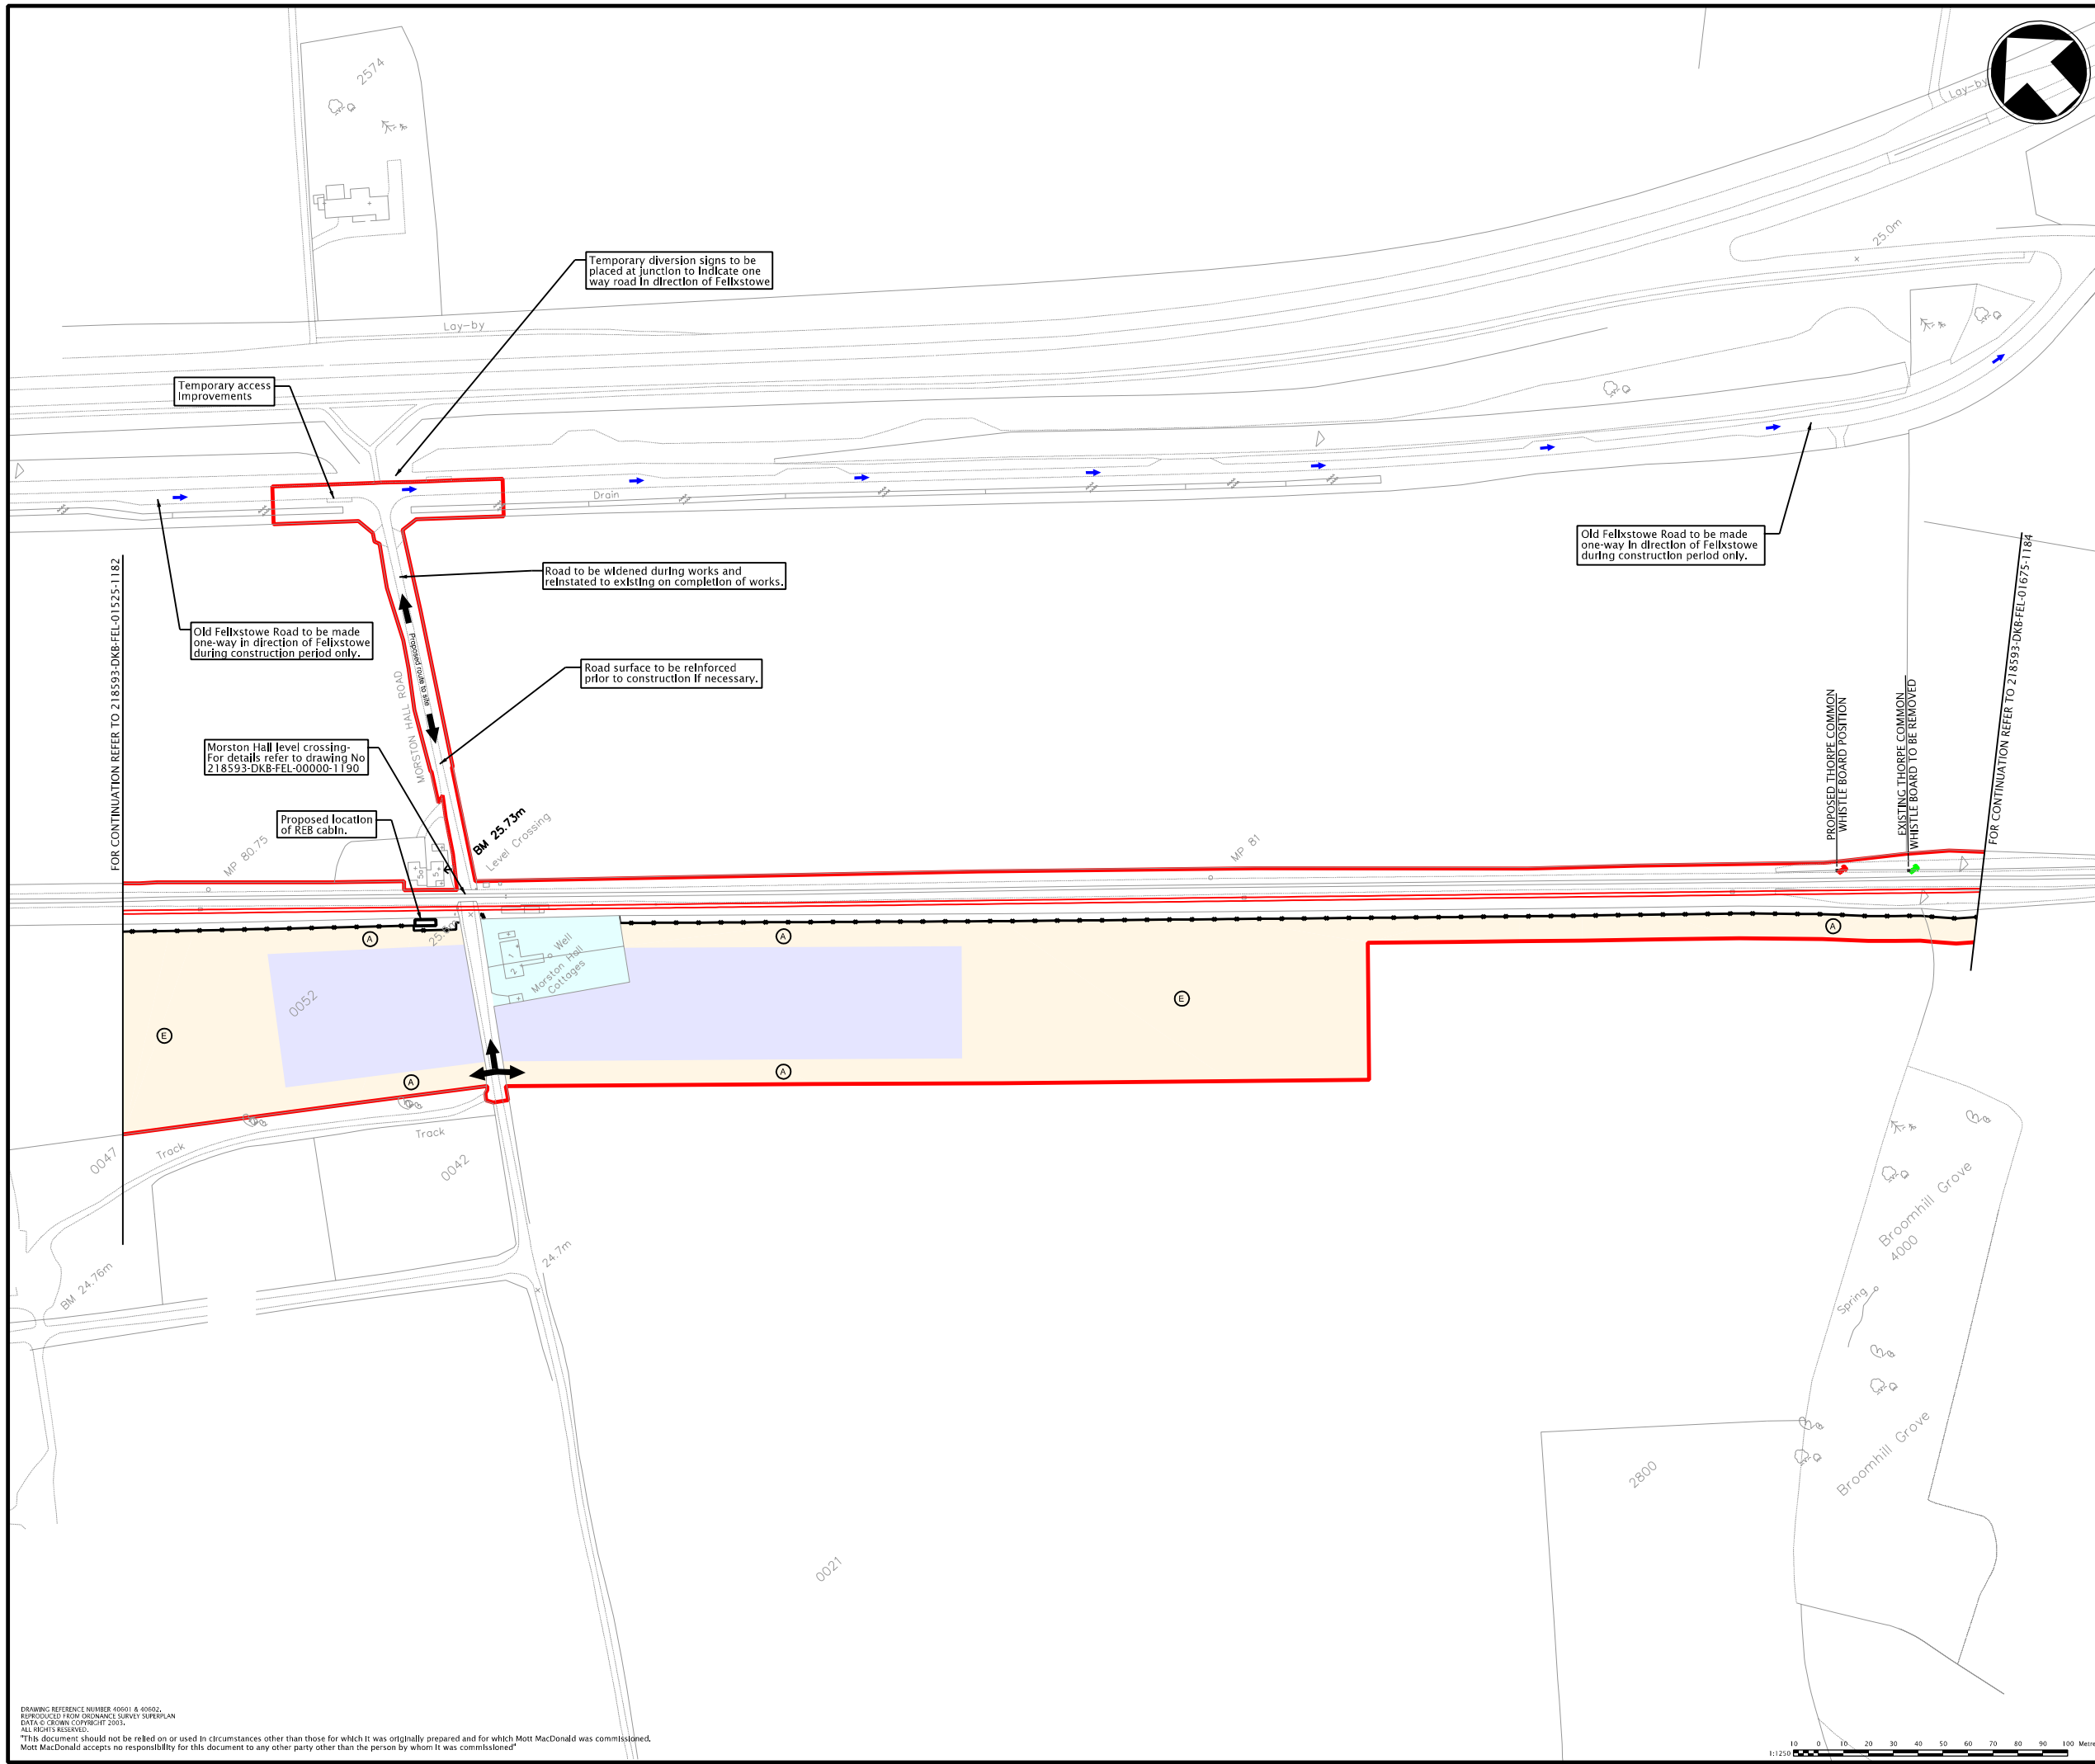 2574
Lay-by
25.0m
Temporary diversion signs to be
placed at junction to indicate one
way road in direction of Felixstowe
Lay-by
Temporary access
Improvements
Drain
Old Felixstowe Road to be made
one-way in direction of Felixstowe
during construction period only.
Road to be widened during works and
reinstated to existing on completion of works.
FOR CONTINUATION REFER TO 218593-DKB-FEL-01525-1182
FOR CONTINUATION REFER TO 218593-DKB-FEL-01675-1184
Old Felixstowe Road to be made
one-way in direction of Felixstowe
during construction period only.
Proposed route to site
MORSTON HALL ROAD
Road surface to be reinforced
prior to construction if necessary.
PROPOSED THORPE COMMON
WHISTLE BOARD POSITION
EXISTING THORPE COMMON
WHISTLE BOARD TO BE REMOVED
Morston Hall level crossing-
For details refer to drawing No
218593-DKB-FEL-00000-1190
Proposed location
of REB cabin.
BM 25.73m
Level Crossing
MP 80.75
MP 81
A
A
A
Well
1
2
Morston Hall
Cottages
0052
E
E
A
A
Track
Track
0047
0042
24.7m
BM 24.76m
Broomhill Grove
4000
Spring
Broomhill Grove
2800
0021
DRAWING REFERENCE NUMBER 40601 & 40602.
REPRODUCED FROM ORDNANCE SURVEY SUPERPLAN
DATA © CROWN COPYRIGHT 2003.
ALL RIGHTS RESERVED.
"This document should not be relied on or used in circumstances other than those for which it was originally prepared and for which Mott MacDonald was commissioned.
Mott MacDonald accepts no responsibility for this document to any other party other than the person by whom it was commissioned"
1:1250
10 0 10 20 30 40 50 60 70 80 90 100 Metres